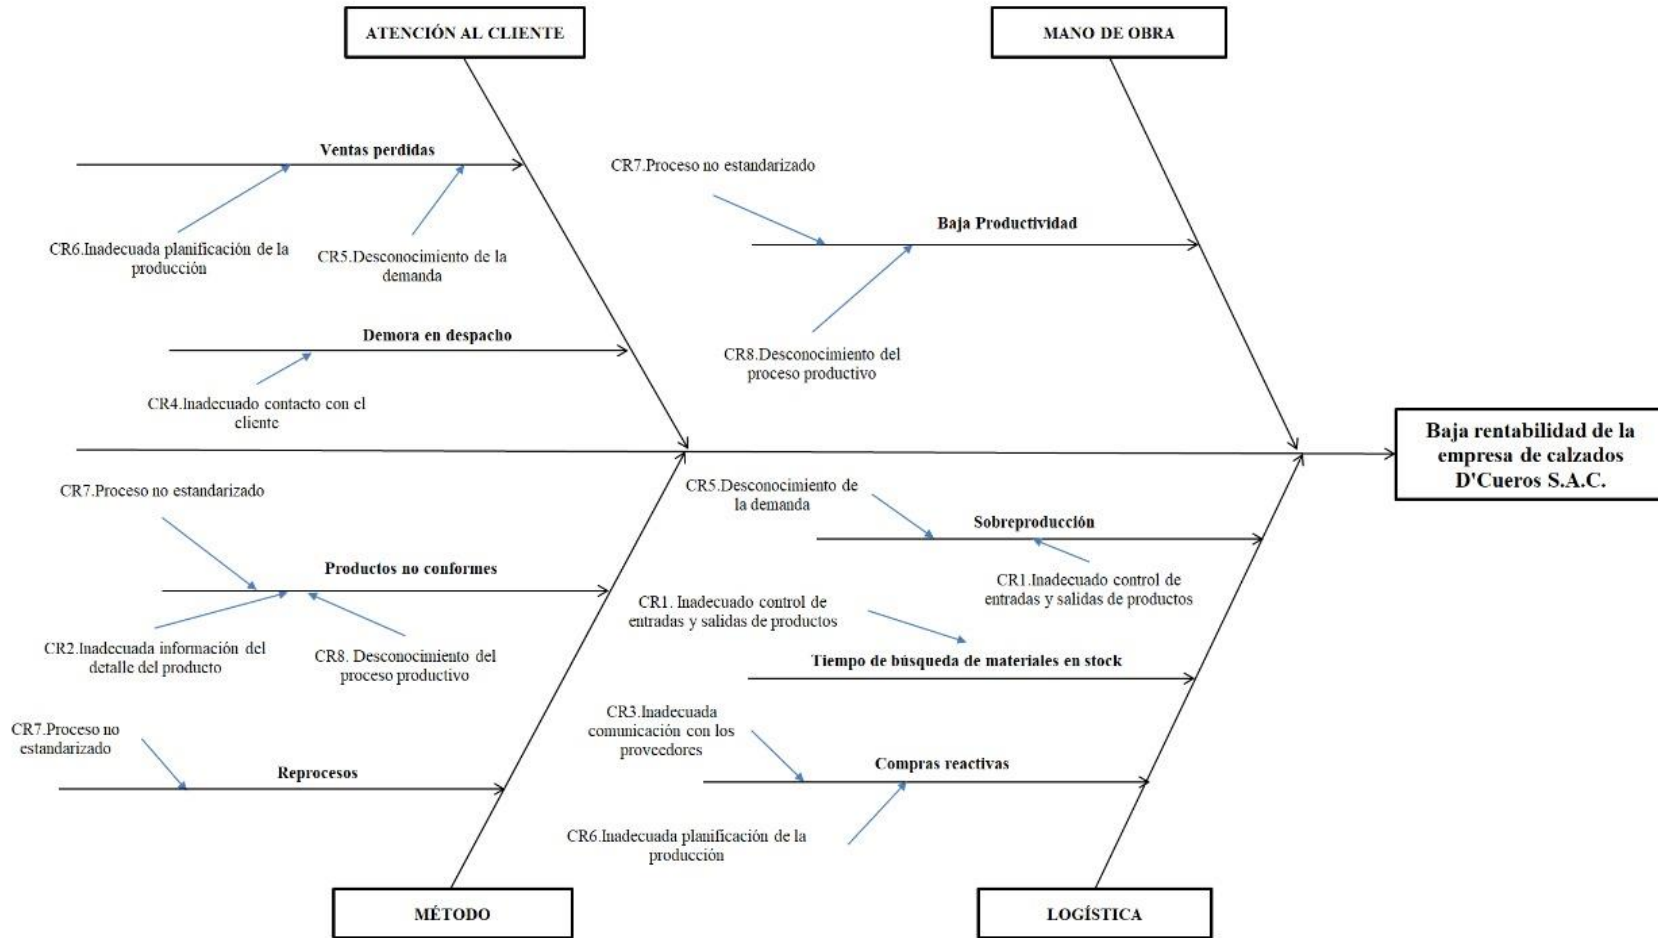 ATENCIÓN AL CLIENTE
MANO DE OBRA
Ventas perdidas
CR6.Inadecuada planificación de la
producción
CR5.Desconocimiento de la
demanda
CR7.Proceso no estandarizado
Baja Productividad
CR8.Desconocimiento del
proceso productivo
Demora en despacho
CR4.Inadecuado contacto con el
cliente
Baja rentabilidad de la
empresa de calzados
D'Cueros S.A.C.
CR7.Proceso no estandarizado
Productos no conformes
CR2.Inadecuada información del
detalle del producto
CR8. Desconocimiento del
proceso productivo
CR7.Proceso no
estandarizado
Reprocesos
CR5.Desconocimiento de
la demanda
Sobreproducción
CR1.Inadecuado control de
entradas y salidas de productos
CR1. Inadecuado control de
entradas y salidas de productos
Tiempo de búsqueda de materiales en stock
CR3.Inadecuada
comunicación con los
proveedores
Compras reactivas
CR6.Inadecuada planificación de la
producción
MÉTODO
LOGÍSTICA